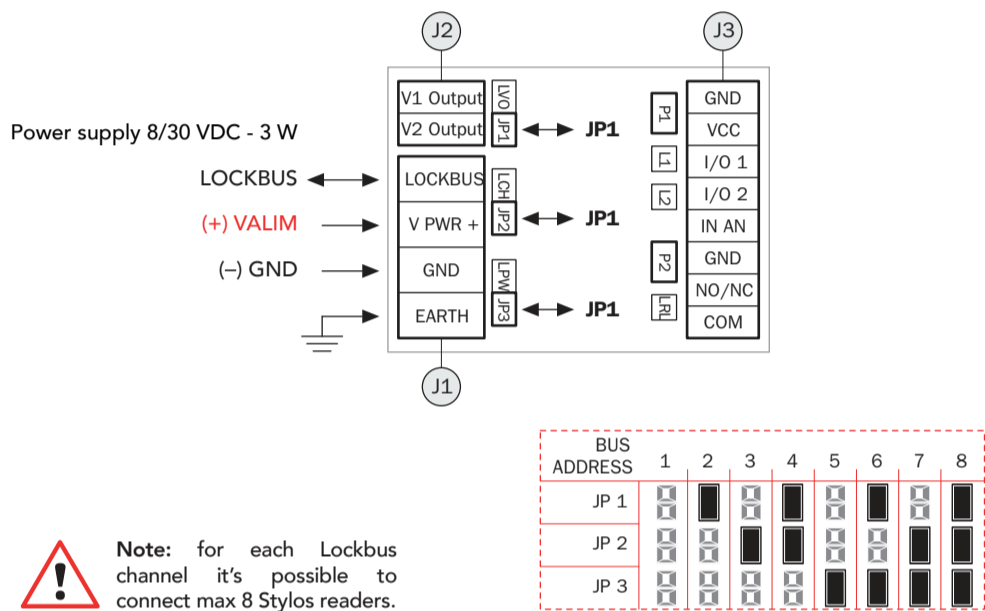 J2
J3
V1 Output
LVO
V2 Output
JP1
JP1
Power supply 8/30 VDC - 3 W
LOCKBUS
LOCKBUS
LCH
(+) VALIM
V PWR +
JP2
JP1
(–) GND
GND
LPW
EARTH
JP3
JP1
P1
GND
VCC
L1
I/O 1
L2
I/O 2
IN AN
P2
GND
NO/NC
LRL
COM
J1
BUS
ADDRESS 1 2 3 4 5 6 7 8
JP 1
JP 2
JP 3
Note: for each Lockbus
channel it's possible to
connect max 8 Stylos readers.